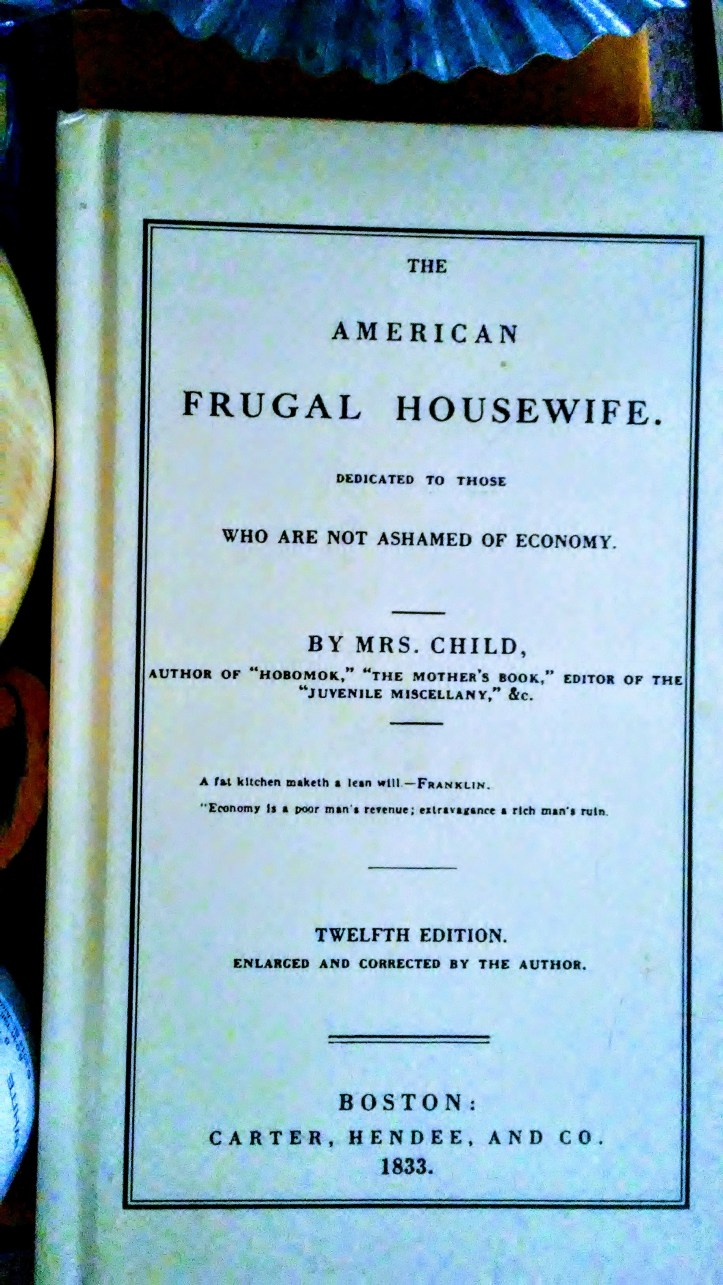 THE
AMERICAN
FRUGAL HOUSEWIFE.
DEDICATED TO THOSE
WHO ARE NOT ASHAMED OF ECONOMY.
BY MRS. CHILD,
AUTHOR OF “HOBOMOK,” “THE MOTHER’S BOOK,” EDITOR OF THE
“JUVENILE MISCELLANY,” &c.
A fat kitchen maketh a lean will.—FRANKLIN.
“Economy is a poor man’s revenue; extravagance a rich man’s ruin.
TWELFTH EDITION.
ENLARGED AND CORRECTED BY THE AUTHOR.
BOSTON:
CARTER, HENDEE, AND CO.
1833.